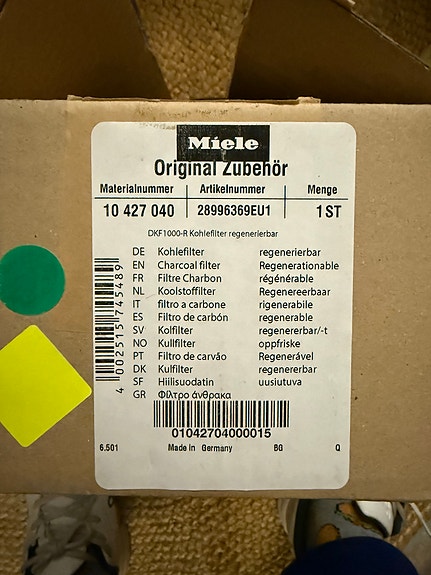 Miele
Original Zubehör
Materialnummer Artikelnummer Menge
10 427 040 28996369EU1 1 ST
DKF1000-R Kohlefilter regenerierbar
DE Kohlefilter regenerierbar
EN Charcoal filter Regenerationable
FR Filtre Charbon régénérable
NL Koolstoffilter Regenereerbaar
IT filtro a carbone rigenerabile
ES Filtro de carbón regenerable
SV Kolfilter regenererbar/-t
NO Kullfilter oppfriske
PT Filtro de carvão Regenerável
DK Kulfilter regenererbar
SF Hiilisuodatin uusiutuva
GR Φίλτρο άνθρακα
4 002515 745489
01042704000015
6.501 Made in Germany BG Q